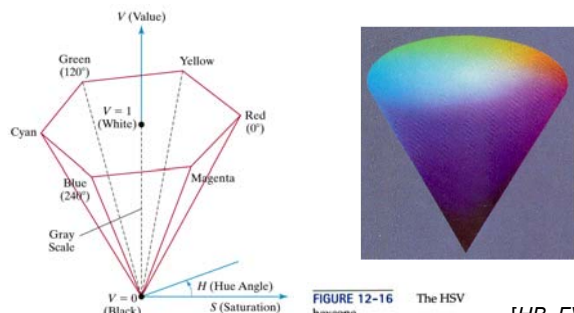 V (Value)
Green
(120°)
Yellow
V = 1
(White)
Red
(0°)
Cyan
Blue
(240°)
Magenta
Gray
Scale
H (Hue Angle)
V = 0
(Black)
S (Saturation)
FIGURE 12-16 The HSV